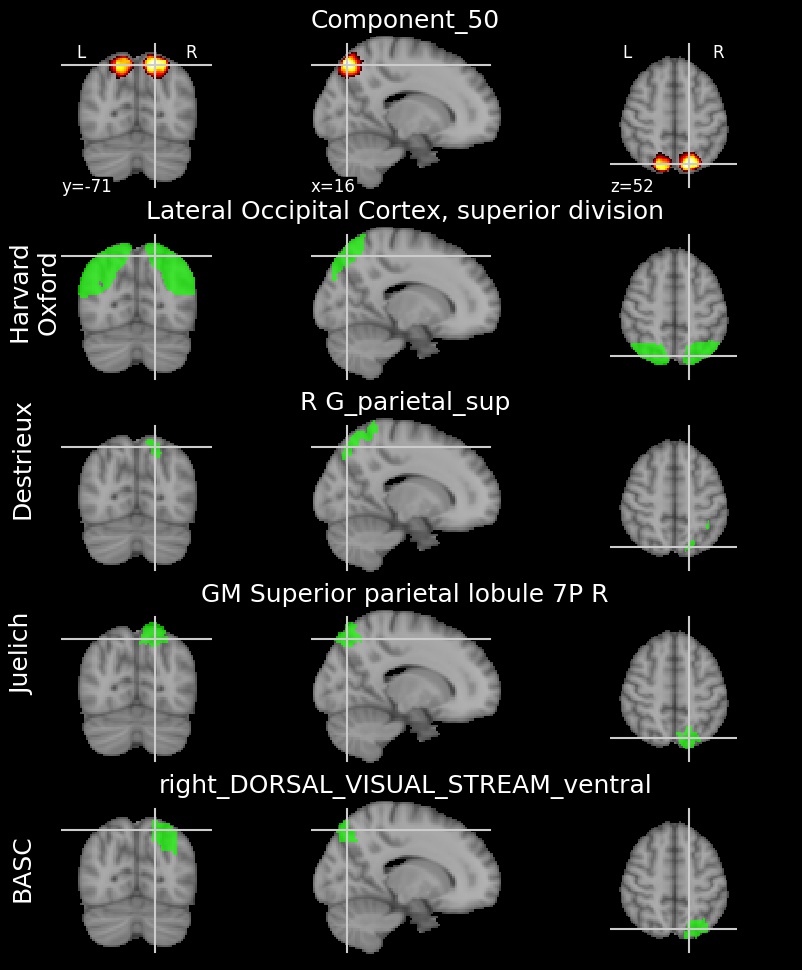 Component_50
L
R
L
R
y=-71
x=16
z=52
Lateral Occipital Cortex, superior division
Harvard
Oxford
R G_parietal_sup
Destrieux
GM Superior parietal lobule 7P R
Juelich
right_DORSAL_VISUAL_STREAM_ventral
BASC